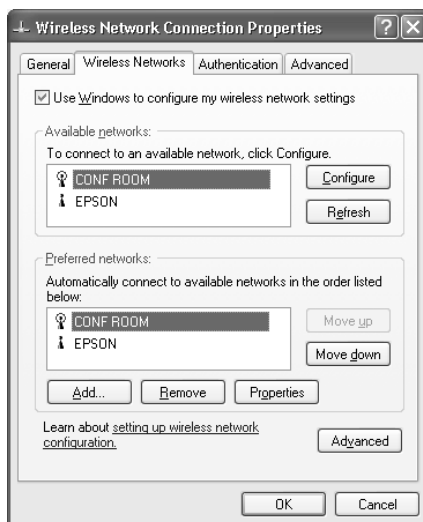 Wireless Network Connection Properties
General Wireless Networks Authentication Advanced
Use Windows to configure my wireless network settings
Available networks:
To connect to an available network, click Configure.
CONF ROOM
EPSON
Configure
Refresh
Preferred networks:
Automatically connect to available networks in the order listed
below:
CONF ROOM
EPSON
Move up
Move down
Add... Remove Properties
Learn about setting up wireless network
configuration.
Advanced
OK Cancel